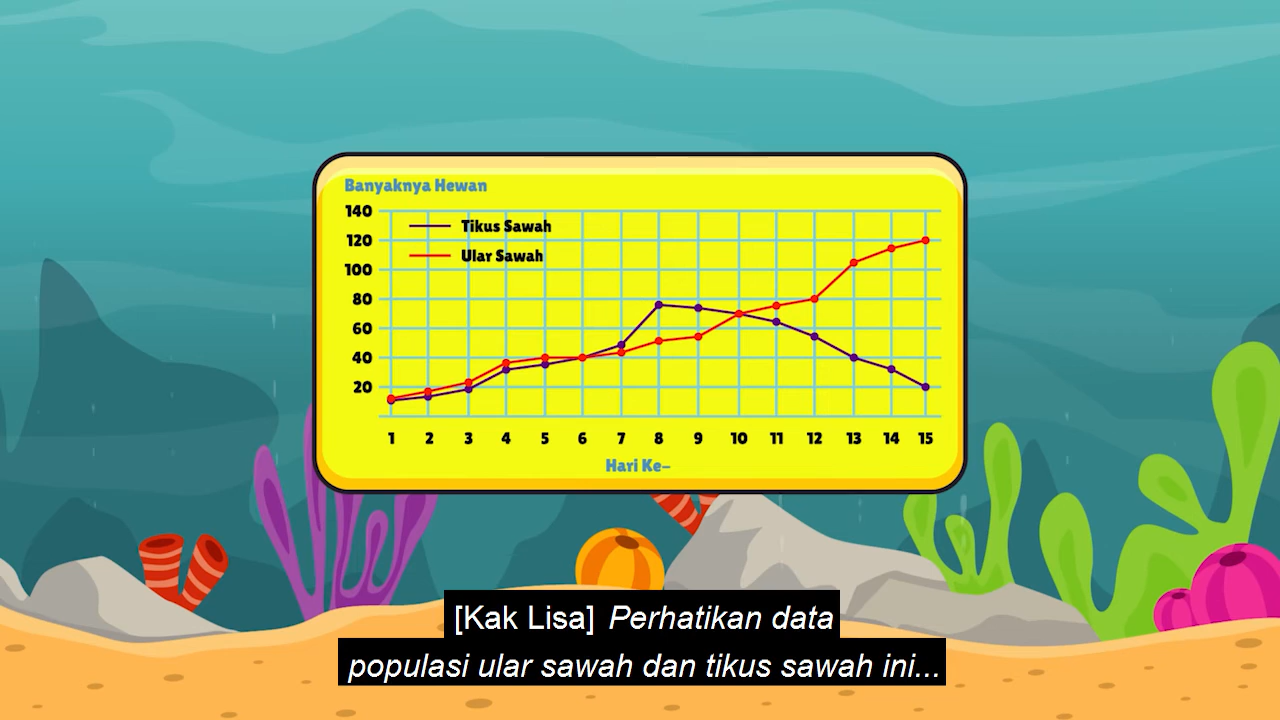 Banyaknya Hewan
140
120
100
80
60
40
20
Tikus Sawah
Ular Sawah
1 2 3 4 5 6 7 8 9 10 11 12 13 14 15
Hari Ke-
[Kak Lisa] Perhatikan data
populasi ular sawah dan tikus sawah ini...